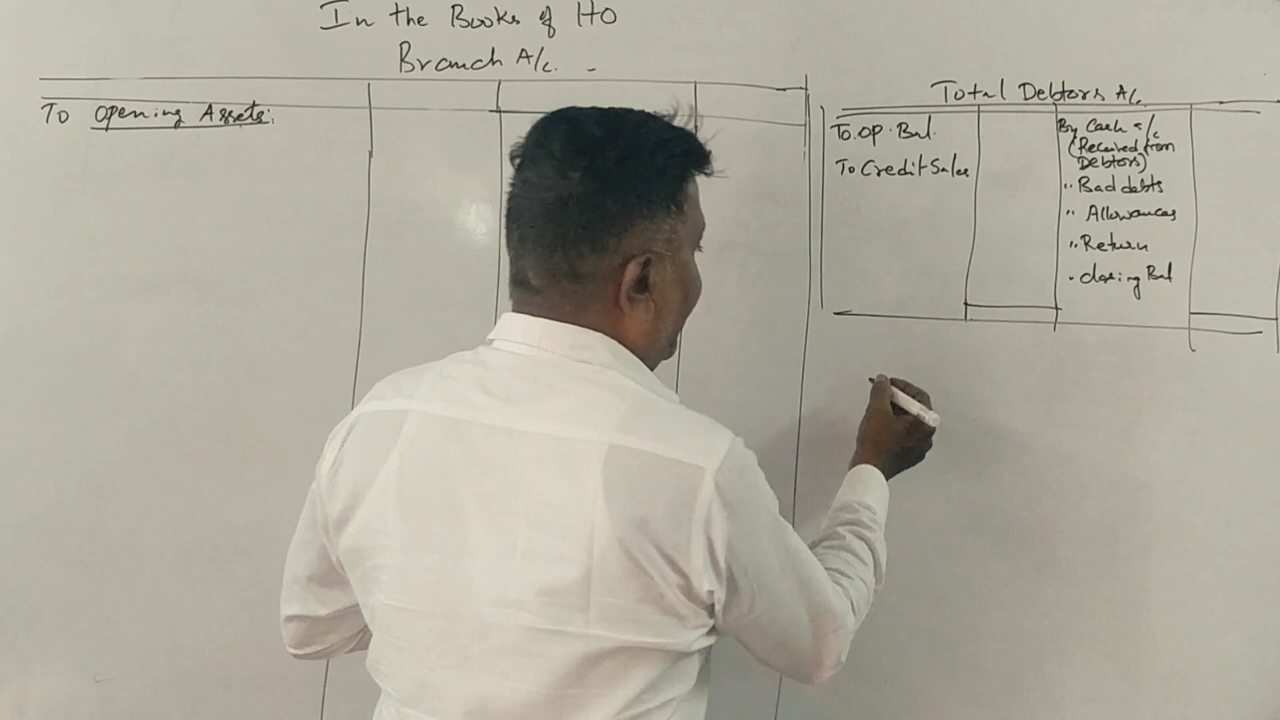 In the Books of HO
Branch A/c.
To Opening Assets:
Total Debtors A/c
To.Op.Bal.
To Credit Sales
By Cash a/c
(Received from
Debtors)
" Bad debts
" Allowances
" Return
- closing Bal